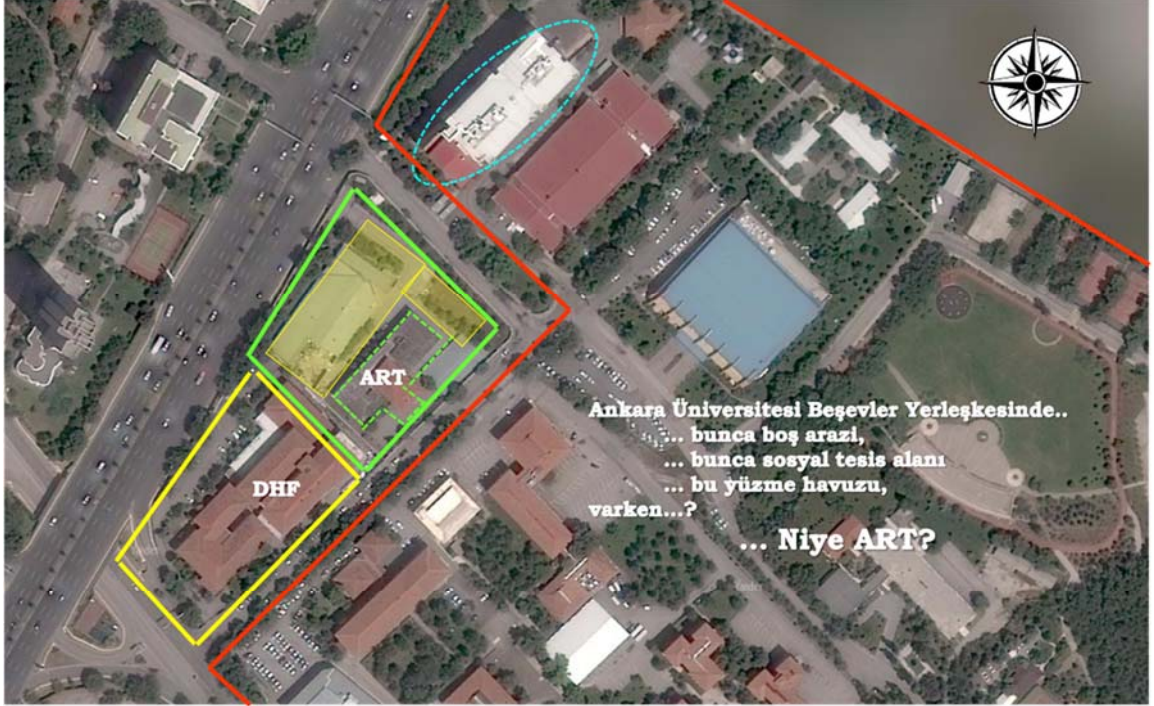 ART
DHF
Ankara Üniversitesi Beşevler Yerleşkesinde..
... bunca boş arazi,
... bunca sosyal tesis alanı
... bu yüzme havuzu,
varken...?
... Niye ART?